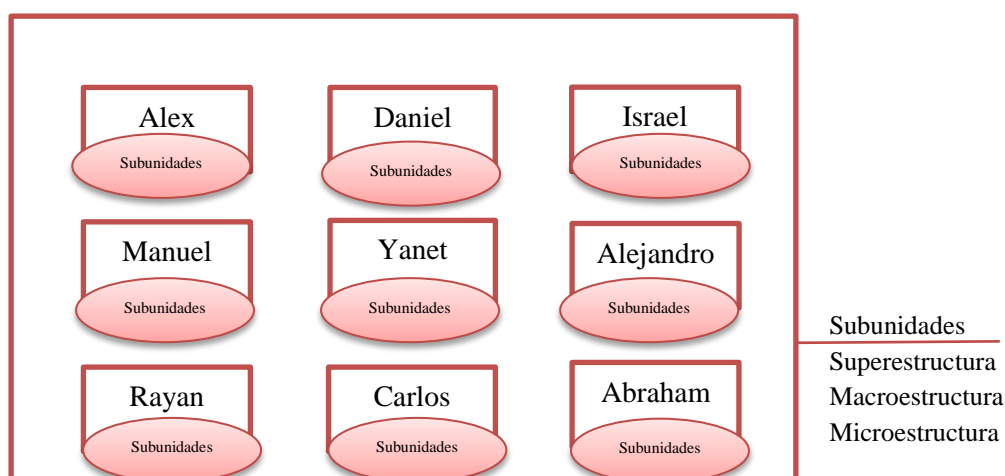 Alex
Daniel
Israel
Subunidades
Subunidades
Subunidades
Manuel
Yanet
Alejandro
Subunidades
Subunidades
Subunidades
Rayan
Carlos
Abraham
Subunidades
Subunidades
Subunidades
Subunidades
Superestructura
Macroestructura
Microestructura